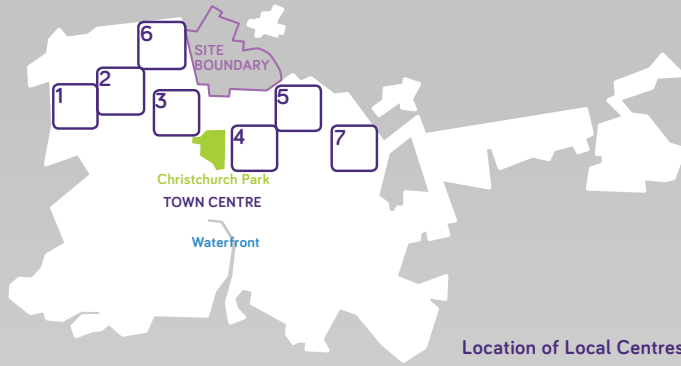 6
SITE
BOUNDARY
2
1
3
5
4
7
Christchurch Park
TOWN CENTRE
Waterfront
Location of Local Centres